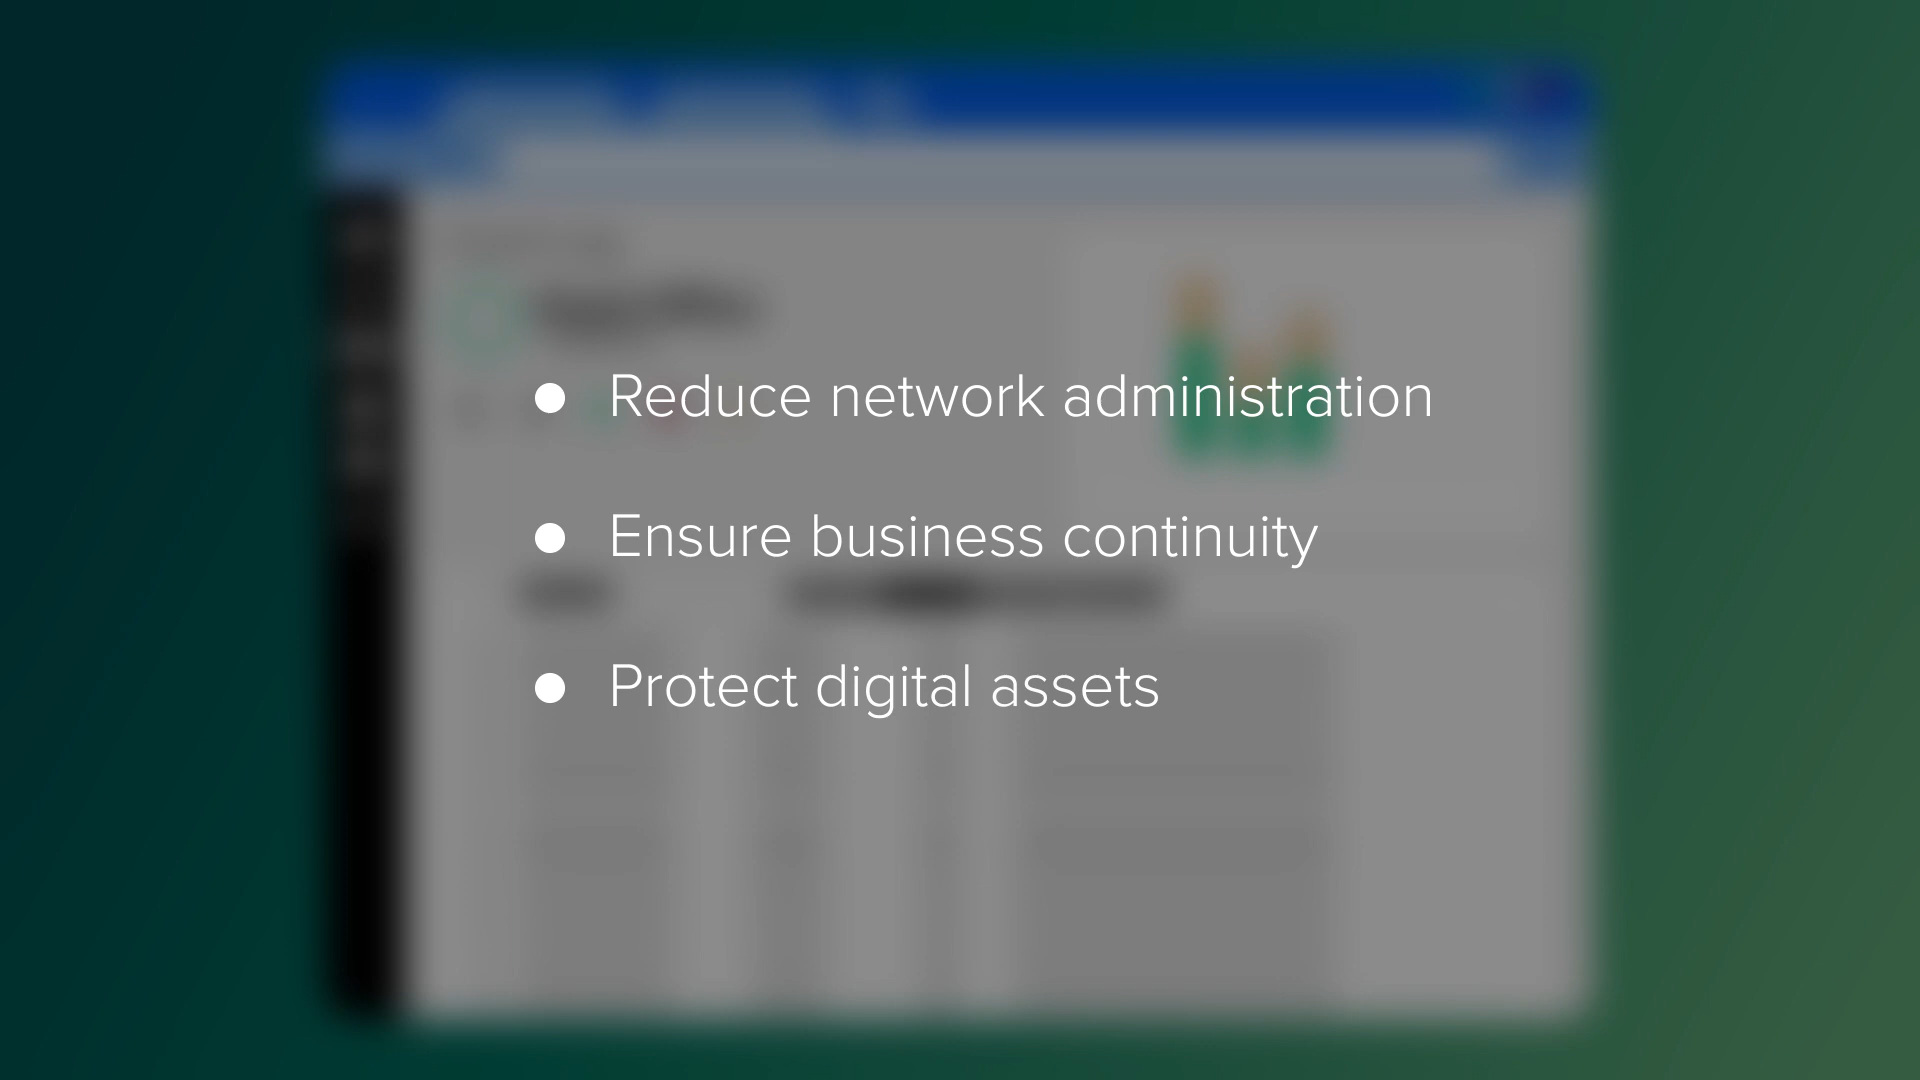 ● Reduce network administration
● Ensure business continuity
● Protect digital assets